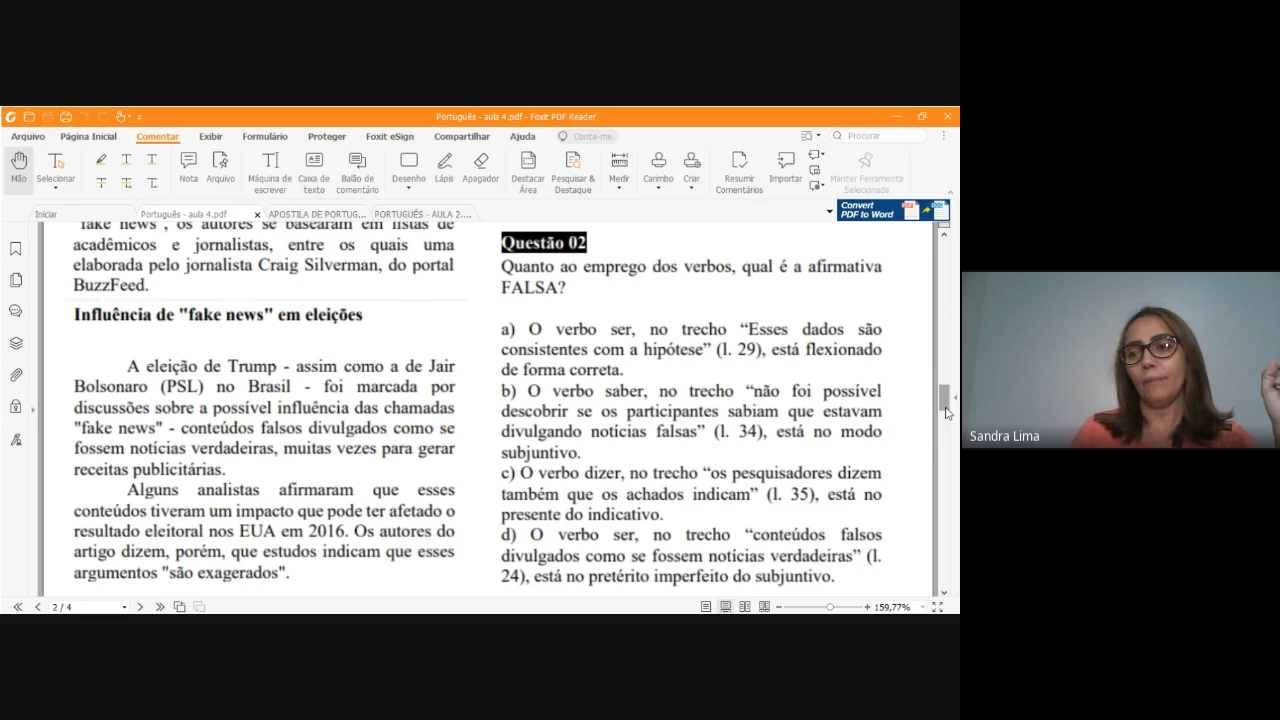 Português - aula 4.pdf - Foxit PDF Reader
Arquivo Página Inicial Comentar Exibir Formulário Proteger Foxit eSign Compartilhar Ajuda Conte-me. Procurar
Mão Selecionar Nota Arquivo Máquina de escrever Caixa de texto Balão de comentário Desenho Lápis Apagador Destacar Área Pesquisar & Destaque Medir Carimbo Criar Resumir Comentários Importar Manter Ferramenta Selecionada
Iniciar Português - aula 4.pdf APOSTILA DE PORTUG... PORTUGUÊS - AULA 2....
Convert
PDF to Word
"fake news", os autores se basearam em listas de
acadêmicos e jornalistas, entre os quais uma
elaborada pelo jornalista Craig Silverman, do portal
BuzzFeed.
Influência de "fake news" em eleições
A eleição de Trump - assim como a de Jair
Bolsonaro (PSL) no Brasil - foi marcada por
discussões sobre a possível influência das chamadas
"fake news" - conteúdos falsos divulgados como se
fossem notícias verdadeiras, muitas vezes para gerar
receitas publicitárias.
Alguns analistas afirmaram que esses
conteúdos tiveram um impacto que pode ter afetado o
resultado eleitoral nos EUA em 2016. Os autores do
artigo dizem, porém, que estudos indicam que esses
argumentos "são exagerados".
Questão 02
Quanto ao emprego dos verbos, qual é a afirmativa
FALSA?
a) O verbo ser, no trecho “Esses dados são
consistentes com a hipótese” (l. 29), está flexionado
de forma correta.
b) O verbo saber, no trecho “não foi possível
descobrir se os participantes sabiam que estavam
divulgando notícias falsas” (l. 34), está no modo
subjuntivo.
c) O verbo dizer, no trecho “os pesquisadores dizem
também que os achados indicam” (l. 35), está no
presente do indicativo.
d) O verbo ser, no trecho “conteúdos falsos
divulgados como se fossem notícias verdadeiras” (l.
24), está no pretérito imperfeito do subjuntivo.
2 / 4
159,77%
Sandra Lima